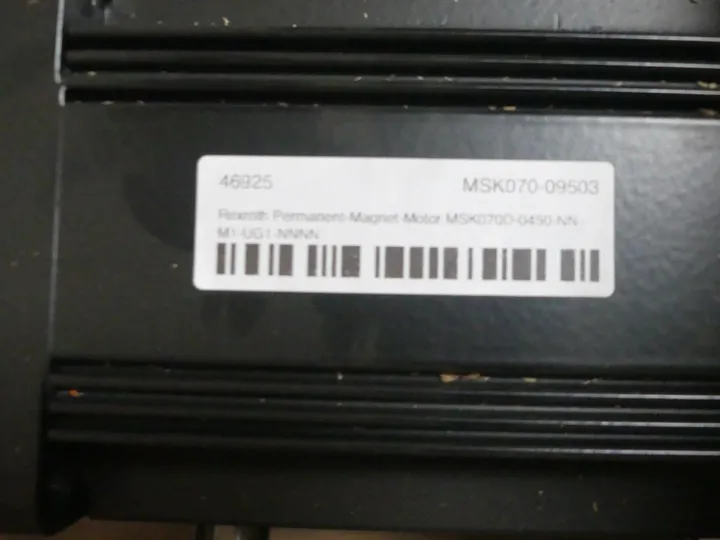 46925 MSK070-09503
Rexroth Permanent-Magnet-Motor MSK070D-0450-NN-
M1-UG1-NNNN